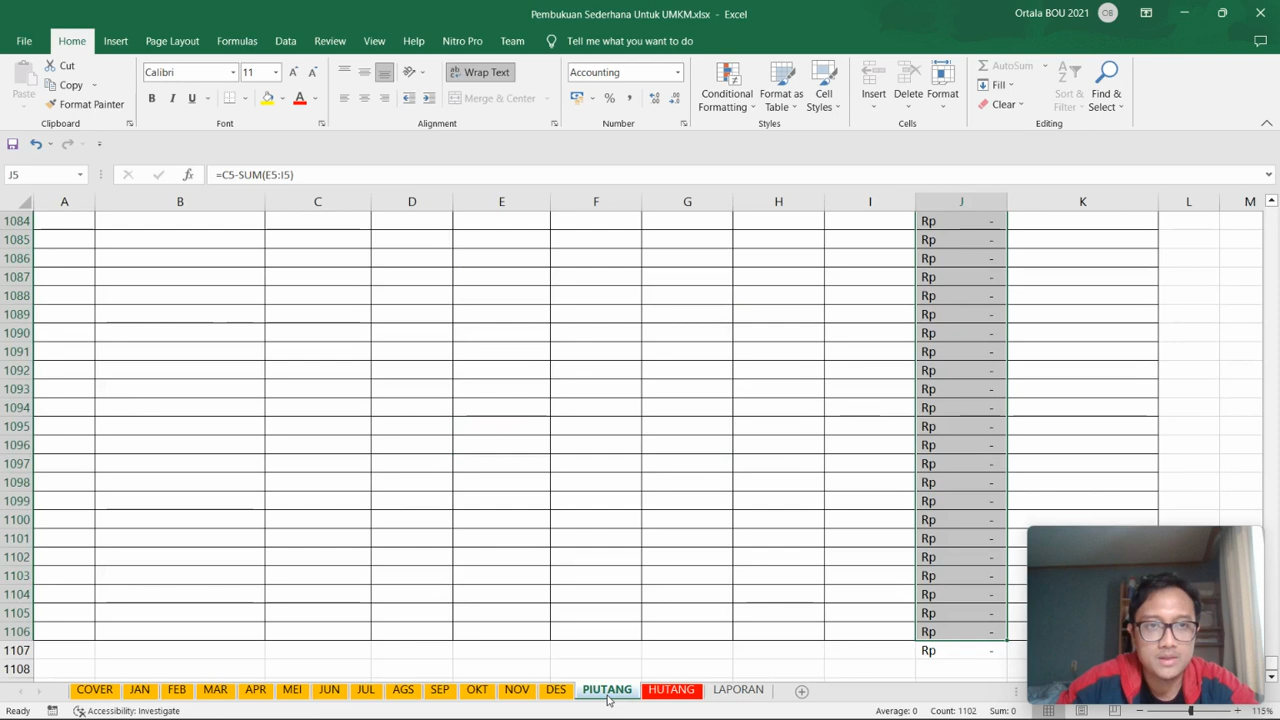 Pembukuan Sederhana Untuk UMKM.xlsx - Excel
Ortala BOU 2021 OB
File Home Insert Page Layout Formulas Data Review View Help Nitro Pro Team Tell me what you want to do
Paste Cut Copy Format Painter Clipboard
Calibri 11 B I U A Font
Wrap Text Merge & Center Alignment
Accounting % , Number
Conditional Formatting Format as Table Cell Styles Styles
Insert Delete Format Cells
AutoSum Fill Clear Sort & Filter Find & Select Editing
J5 fx =C5-SUM(E5:I5)
A B C D E F G H I J K L M
1084 Rp -
1085 Rp -
1086 Rp -
1087 Rp -
1088 Rp -
1089 Rp -
1090 Rp -
1091 Rp -
1092 Rp -
1093 Rp -
1094 Rp -
1095 Rp -
1096 Rp -
1097 Rp -
1098 Rp -
1099 Rp -
1100 Rp -
1101 Rp -
1102 Rp -
1103 Rp -
1104 Rp -
1105 Rp -
1106 Rp -
1107 Rp -
1108
COVER JAN FEB MAR APR MEI JUN JUL AGS SEP OKT NOV DES PIUTANG HUTANG LAPORAN
Ready Accessibility: Investigate Average: 0 Count: 1102 Sum: 0 115%